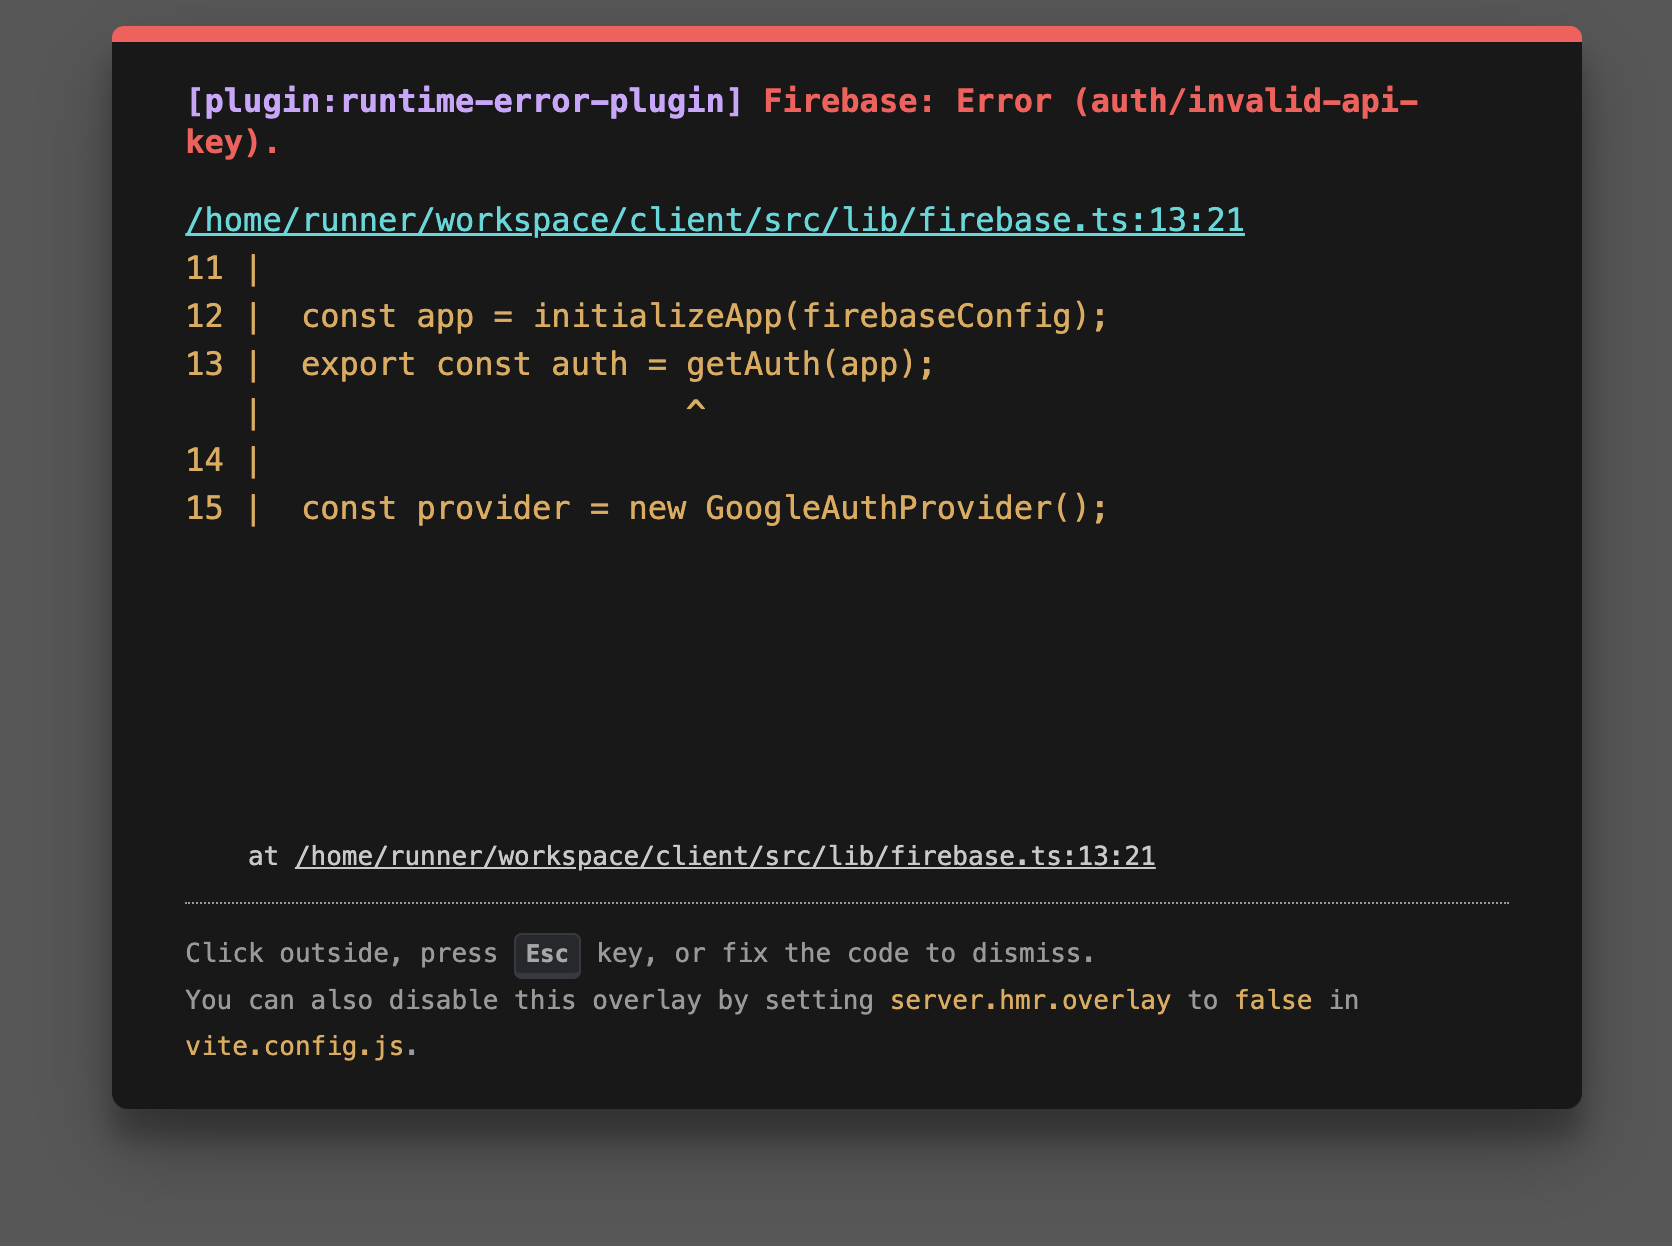 [plugin:runtime-error-plugin] Firebase: Error (auth/invalid-api-
key).
/home/runner/workspace/client/src/lib/firebase.ts:13:21
11 |
12 |  const app = initializeApp(firebaseConfig);
13 |  export const auth = getAuth(app);
   |                      ^
14 |
15 |  const provider = new GoogleAuthProvider();
at /home/runner/workspace/client/src/lib/firebase.ts:13:21
Click outside, press Esc key, or fix the code to dismiss.
You can also disable this overlay by setting server.hmr.overlay to false in
vite.config.js.